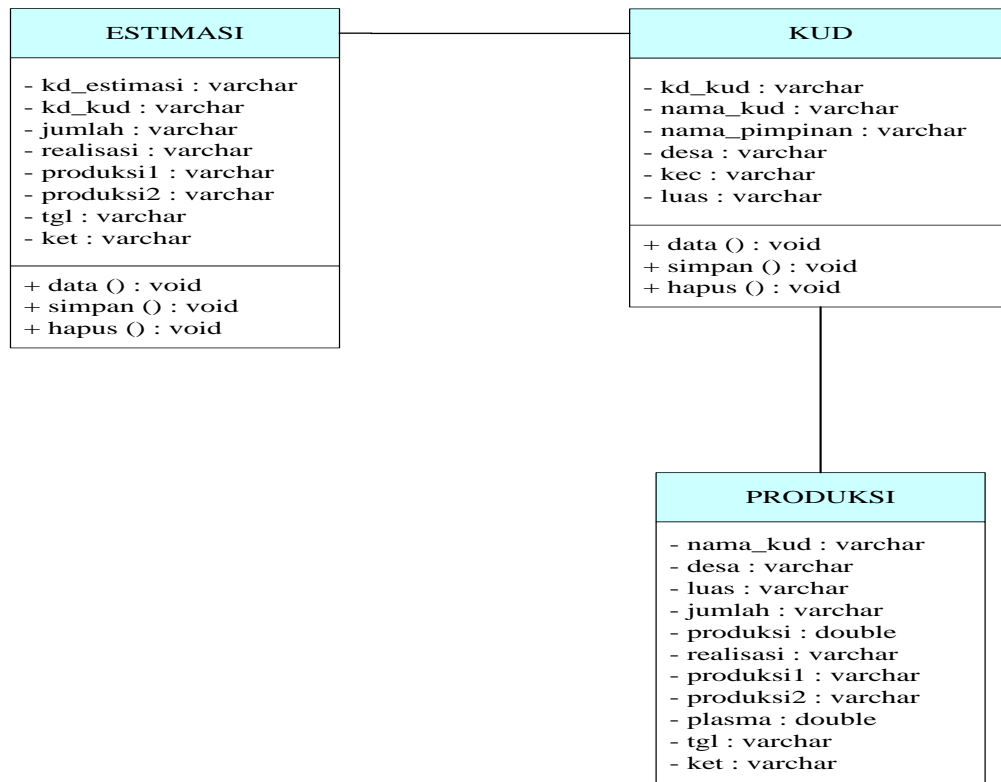 ESTIMASI
- kd_estimasi : varchar
- kd_kud : varchar
- jumlah : varchar
- realisasi : varchar
- produksi1 : varchar
- produksi2 : varchar
- tgl : varchar
- ket : varchar
+ data () : void
+ simpan () : void
+ hapus () : void
KUD
- kd_kud : varchar
- nama_kud : varchar
- nama_pimpinan : varchar
- desa : varchar
- kec : varchar
- luas : varchar
+ data () : void
+ simpan () : void
+ hapus () : void
PRODUKSI
- nama_kud : varchar
- desa : varchar
- luas : varchar
- jumlah : varchar
- produksi : double
- realisasi : varchar
- produksi1 : varchar
- produksi2 : varchar
- plasma : double
- tgl : varchar
- ket : varchar